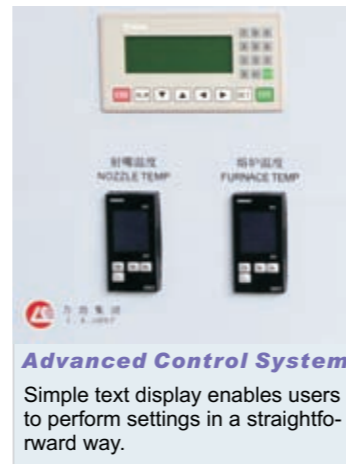 射嘴温度
NOZZLE TEMP
熔炉温度
FURNACE TEMP
Advanced Control System
Simple text display enables users
to perform settings in a straightfo-
rward way.